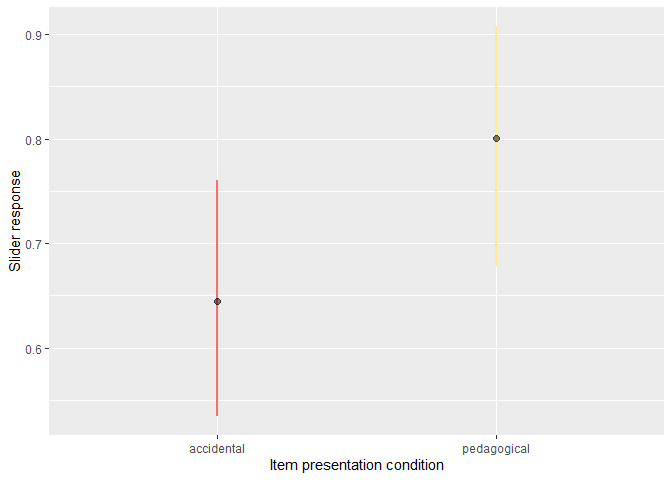 0.9
0.8
0.7
0.6
Slider response
accidental
pedagogical
Item presentation condition